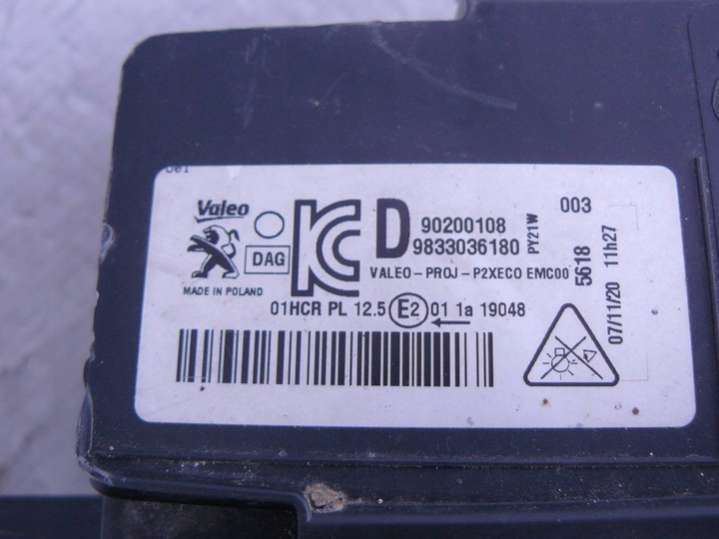 Valeo
DAG
MADE IN POLAND
KC
D
90200108
9833036180
PY21W
VALEO-PROJ-P2XECO EMC00
003
5618
07/11/20 11h27
01HCR PL 12.5 E2 01 1a 19048